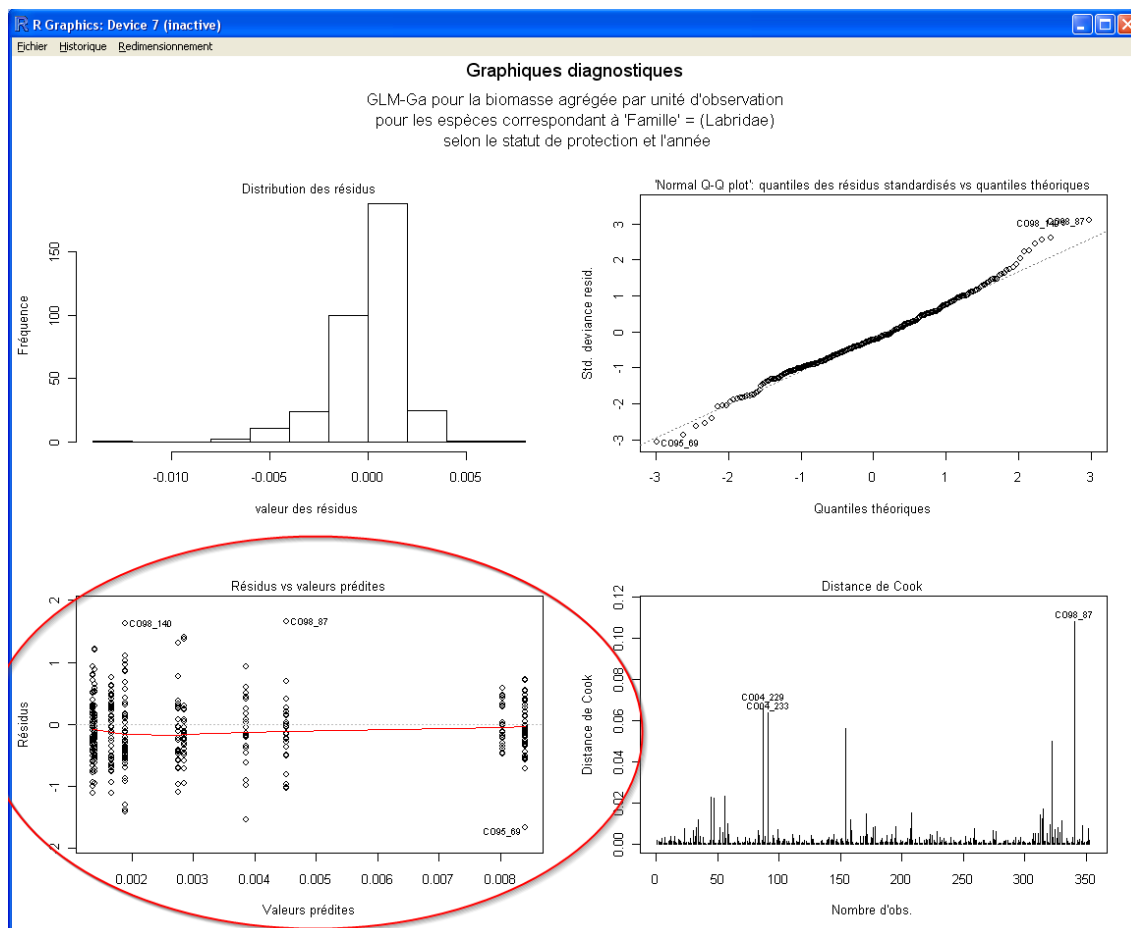 R Graphics: Device 7 (inactive)
Fichier Historique Redimensionnement
Graphiques diagnostiques
GLM-Ga pour la biomasse agrégée par unité d'observation
pour les espèces correspondant à 'Famille' = (Labridae)
selon le statut de protection et l'année
Distribution des résidus
Fréquence
0 50 100 150
-0.010 -0.005 0.000 0.005
valeur des résidus
'Normal Q-Q plot': quantiles des résidus standardisés vs quantiles théoriques
Std. deviance resid.
-3 -2 -1 0 1 2 3
CO98_87
CO95_69
-3 -2 -1 0 1 2 3
Quantiles théoriques
Résidus vs valeurs prédites
Résidus
-2 -1 0 1 2
CO98_140
CO98_87
CO95_69
0.002 0.003 0.004 0.005 0.006 0.007 0.008
Valeurs prédites
Distance de Cook
Distance de Cook
0.00 0.02 0.04 0.06 0.08 0.10 0.12
CO98_87
CO04_229
CO04_233
0 50 100 150 200 250 300 350
Nombre d'obs.